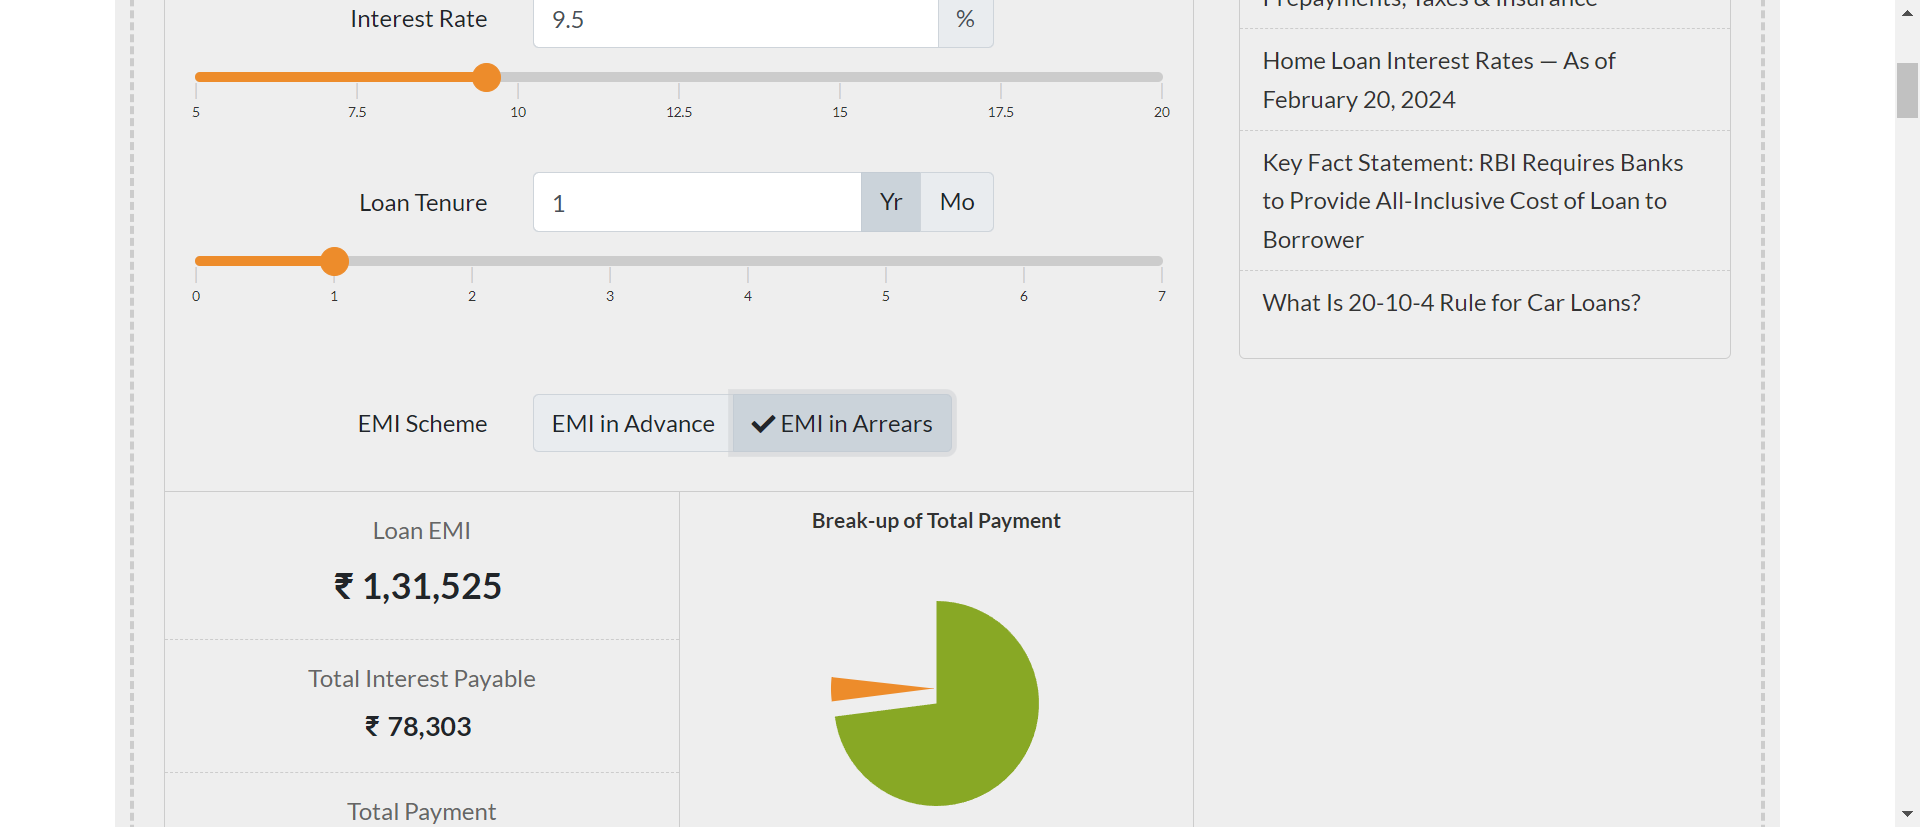 Interest Rate
9.5
%
5
7.5
10
12.5
15
17.5
20
Loan Tenure
1
Yr
Mo
0
1
2
3
4
5
6
7
EMI Scheme
EMI in Advance
EMI in Arrears
Loan EMI
₹ 1,31,525
Total Interest Payable
₹ 78,303
Total Payment
Break-up of Total Payment
Prepayments, Taxes & Insurance
Home Loan Interest Rates — As of
February 20, 2024
Key Fact Statement: RBI Requires Banks
to Provide All-Inclusive Cost of Loan to
Borrower
What Is 20-10-4 Rule for Car Loans?